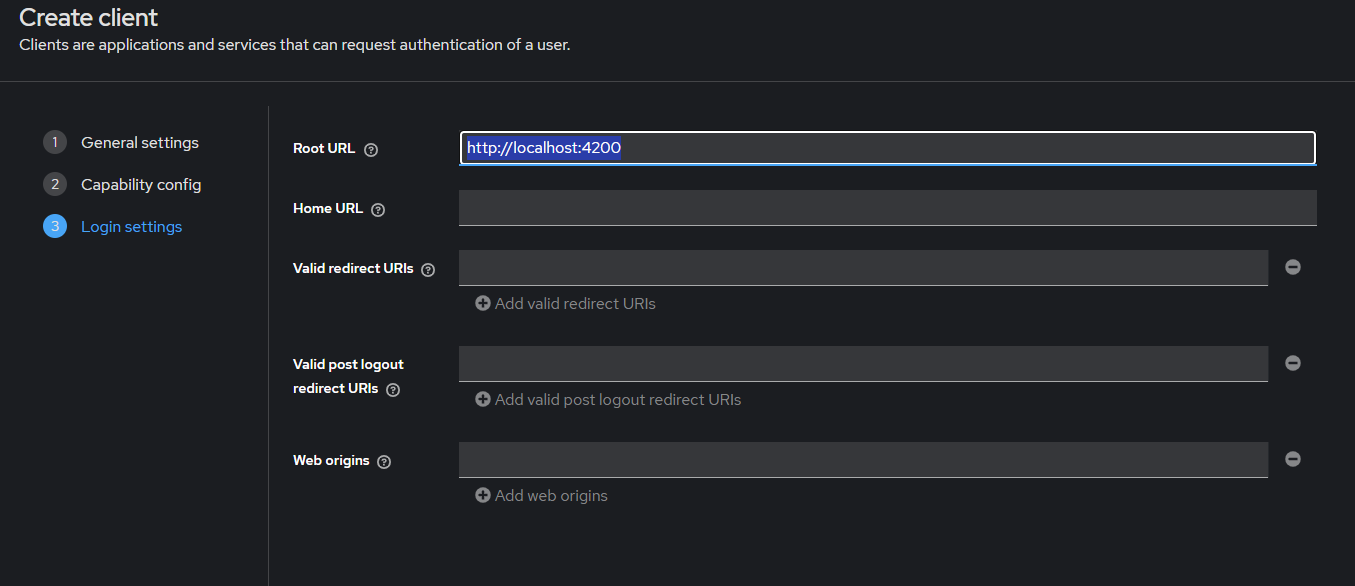 Create client
Clients are applications and services that can request authentication of a user.
1 General settings
2 Capability config
3 Login settings
Root URL ?
http://localhost:4200
Home URL ?
Valid redirect URIs ?
Add valid redirect URIs
Valid post logout
redirect URIs ?
Add valid post logout redirect URIs
Web origins ?
Add web origins